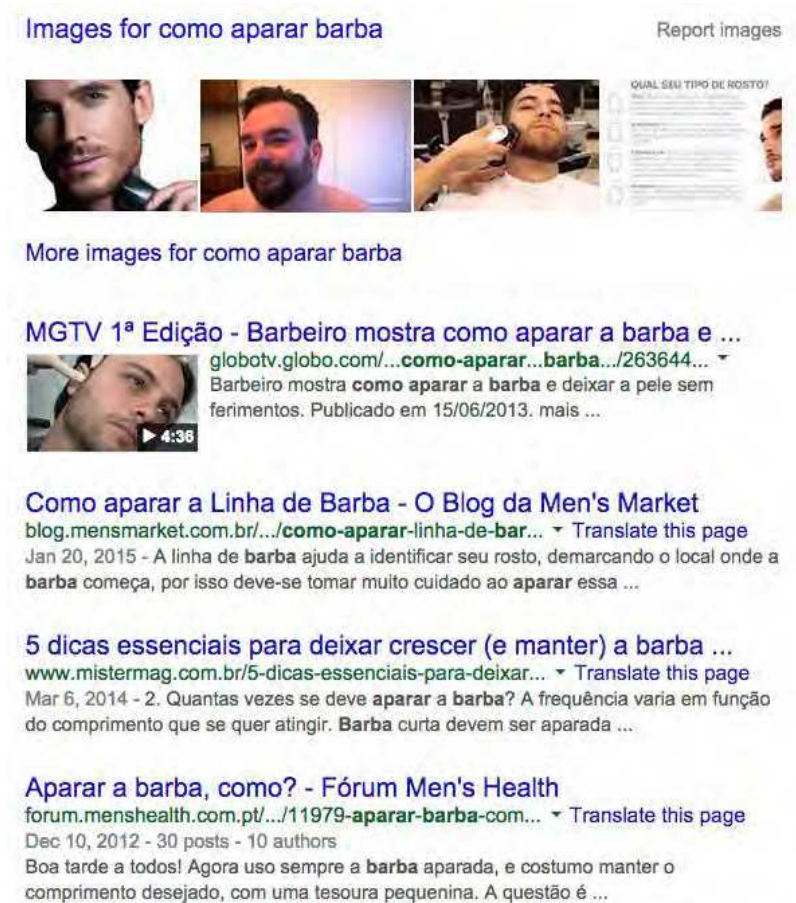 Images for como aparar barba
Report images
QUAL SEU TIPO DE ROSTO?
More images for como aparar barba
MGTV 1ª Edição - Barbeiro mostra como aparar a barba e ...
globotv.globo.com/...como-aparar...barba.../263644...
Barbeiro mostra como aparar a barba e deixar a pele sem
ferimentos. Publicado em 15/06/2013. mais ...
4:36
Como aparar a Linha de Barba - O Blog da Men's Market
blog.mensmarket.com.br/.../como-aparar-linha-de-bar... Translate this page
Jan 20, 2015 - A linha de barba ajuda a identificar seu rosto, demarcando o local onde a
barba começa, por isso deve-se tomar muito cuidado ao aparar essa ...
5 dicas essenciais para deixar crescer (e manter) a barba ...
www.mistermag.com.br/5-dicas-essenciais-para-deixar... Translate this page
Mar 6, 2014 - 2. Quantas vezes se deve aparar a barba? A frequência varia em função
do comprimento que se quer atingir. Barba curta devem ser aparada ...
Aparar a barba, como? - Fórum Men's Health
forum.menshealth.com.pt/.../11979-aparar-barba-com... Translate this page
Dec 10, 2012 - 30 posts - 10 authors
Boa tarde a todos! Agora uso sempre a barba aparada, e costumo manter o
comprimento desejado, com uma tesoura pequenina. A questão é ...